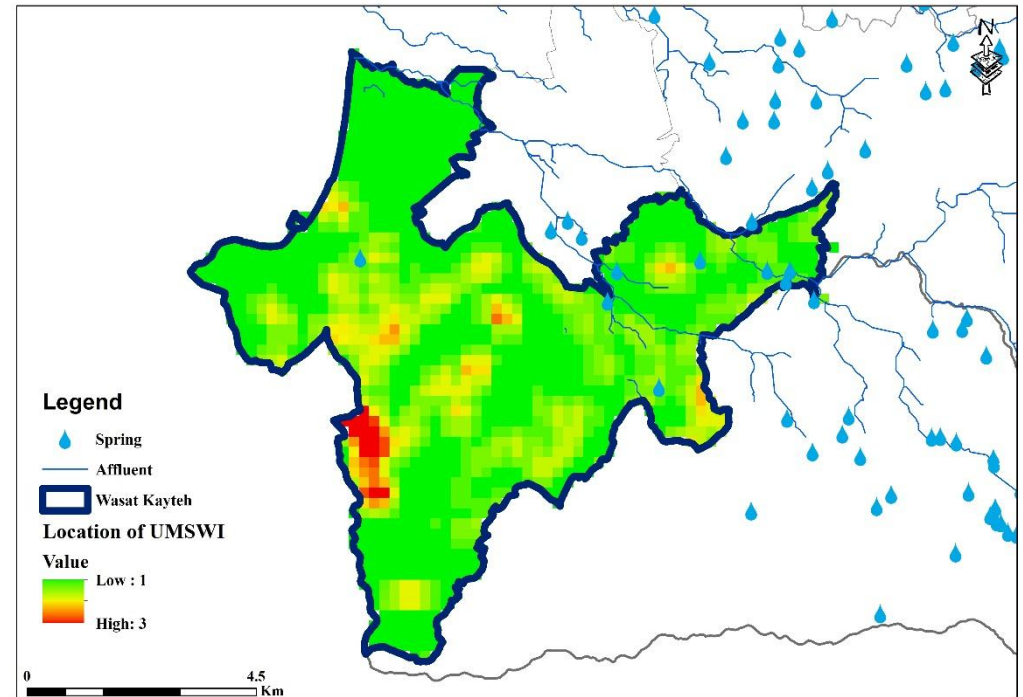 N
Legend
Spring
Affluent
Wasat Kayteh
Location of UMSWI
Value
Low : 1
High: 3
0 4.5
Km